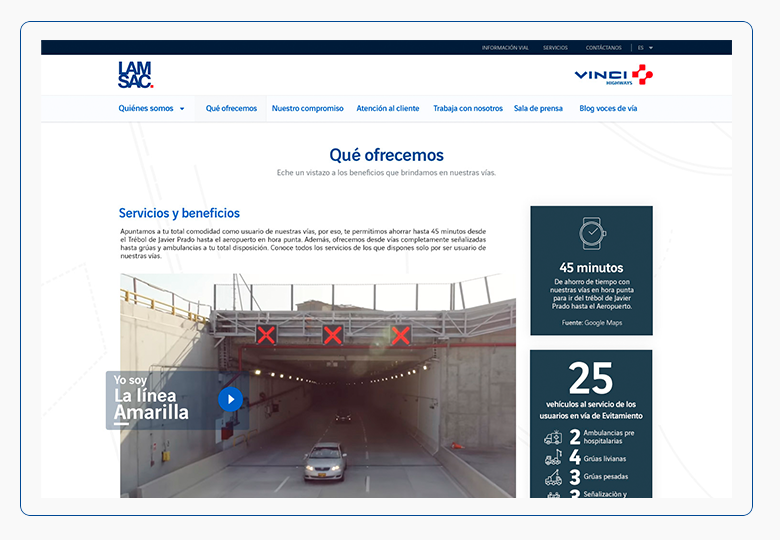 INFORMACIÓN VIAL SERVICIOS CONTÁCTANOS ES
LAM
SAC.
VINCI
HIGHWAYS
Quiénes somos Qué ofrecemos Nuestro compromiso Atención al cliente Trabaja con nosotros Sala de prensa Blog voces de vía
Qué ofrecemos
Eche un vistazo a los beneficios que brindamos en nuestras vías.
Servicios y beneficios
Apuntamos a tu total comodidad como usuario de nuestras vías, por eso, te permitimos ahorrar hasta 45 minutos desde
el Trébol de Javier Prado hasta el aeropuerto en hora punta. Además, ofrecemos desde vías completamente señalizadas
hasta grúas y ambulancias a tu total disposición. Conoce todos los servicios de los que dispones solo por ser usuario de
nuestras vías.
Yo soy
La línea
Amarilla
45 minutos
De ahorro de tiempo con
nuestras vías en hora punta
para ir del trébol de Javier
Prado hasta el Aeropuerto.
Fuente: Google Maps
25
vehículos al servicio de los
usuarios en vía de Evitamiento
2 Ambulancias pre
hospitalarias
4 Grúas livianas
3 Grúas pesadas
3 Señalización y